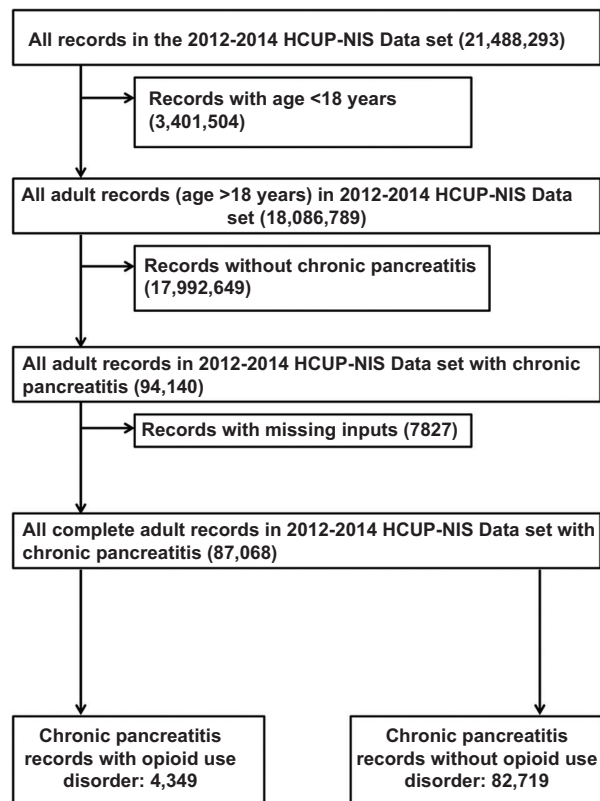 All records in the 2012-2014 HCUP-NIS Data set (21,488,293)
Records with age <18 years
(3,401,504)
All adult records (age >18 years) in 2012-2014 HCUP-NIS Data
set (18,086,789)
Records without chronic pancreatitis
(17,992,649)
All adult records in 2012-2014 HCUP-NIS Data set with chronic
pancreatitis (94,140)
Records with missing inputs (7827)
All complete adult records in 2012-2014 HCUP-NIS Data set with
chronic pancreatitis (87,068)
Chronic pancreatitis
records with opioid use
disorder: 4,349
Chronic pancreatitis
records without opioid use
disorder: 82,719